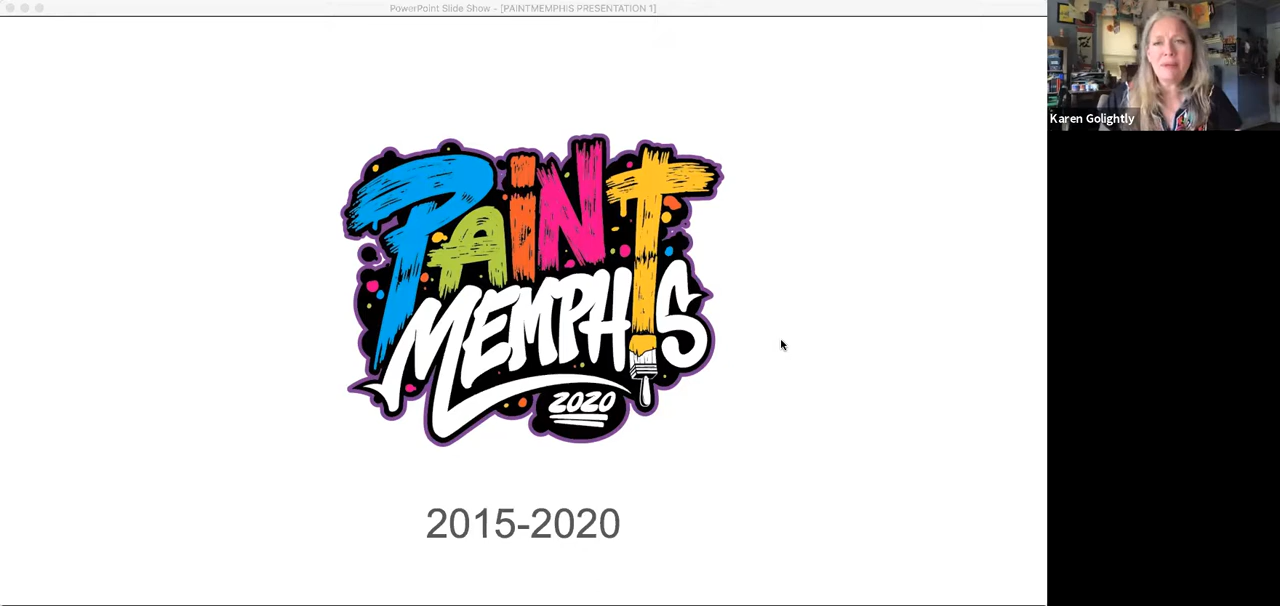 PowerPoint Slide Show - [PAINTMEMPHIS PRESENTATION 1]
Karen Golightly
PAINT
MEMPHIS
2020
2015-2020